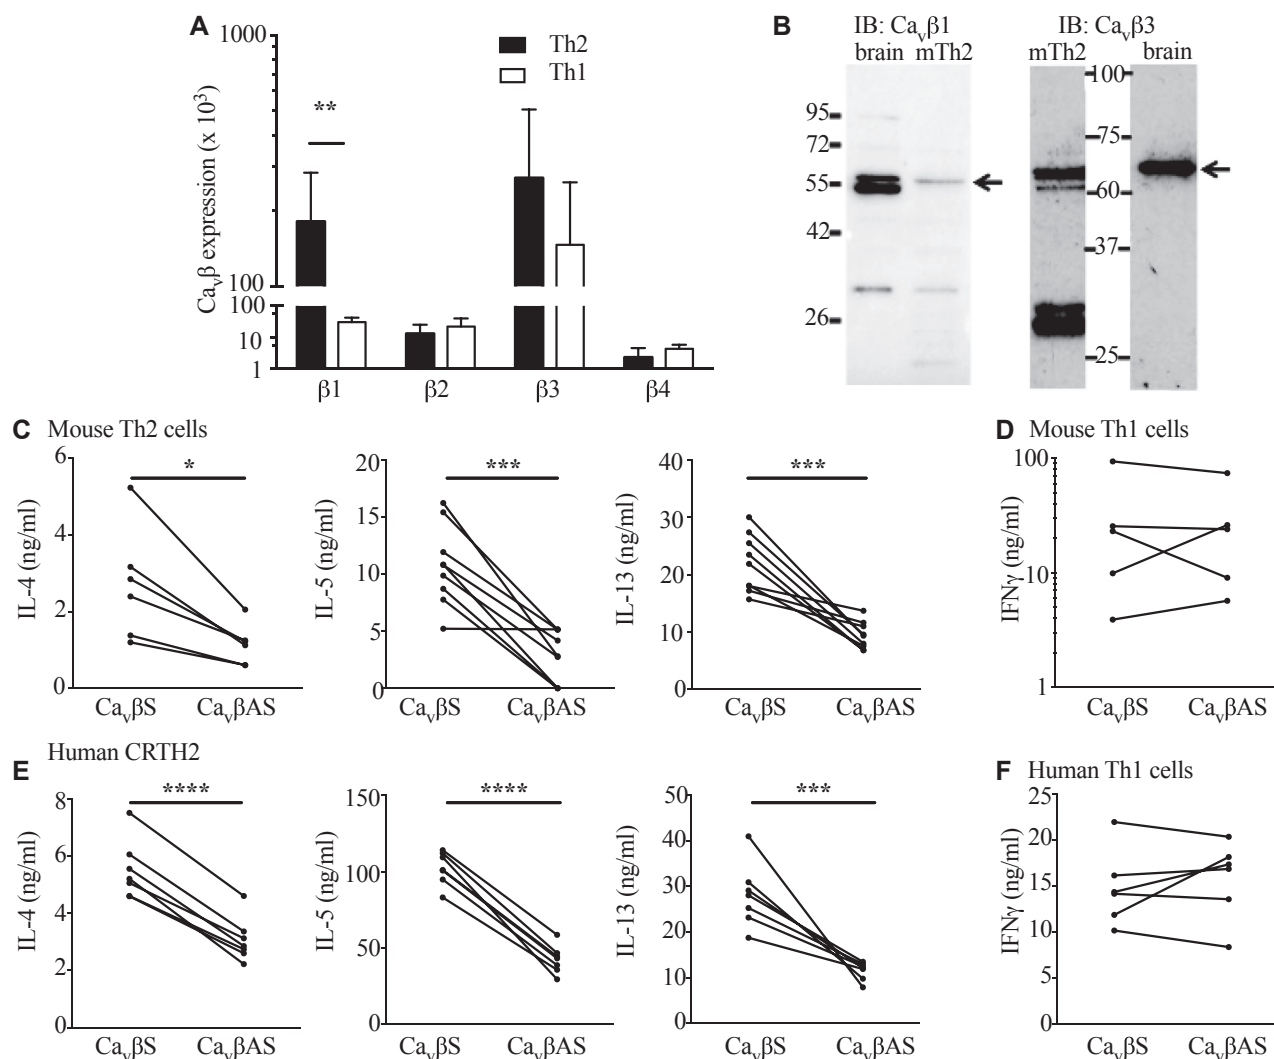 A
1000
Th2
Th1
**
Cavβ expression (x 10³)
100
100
10
1
β1 β2 β3 β4
B
IB: Cavβ1
brain mTh2
95
72
55
42
26
IB: Cavβ3
mTh2 brain
100
75
60
37
25
C Mouse Th2 cells
6
4
2
0
IL-4 (ng/ml)
*
CavβS CavβAS
20
15
10
5
0
IL-5 (ng/ml)
***
CavβS CavβAS
40
30
20
10
0
IL-13 (ng/ml)
***
CavβS CavβAS
D Mouse Th1 cells
100
10
1
IFNγ (ng/ml)
CavβS CavβAS
E Human CRTH2
8
6
4
2
0
IL-4 (ng/ml)
****
CavβS CavβAS
150
100
50
0
IL-5 (ng/ml)
****
CavβS CavβAS
50
40
30
20
10
0
IL-13 (ng/ml)
***
CavβS CavβAS
F Human Th1 cells
25
20
15
10
5
0
IFNγ (ng/ml)
CavβS CavβAS